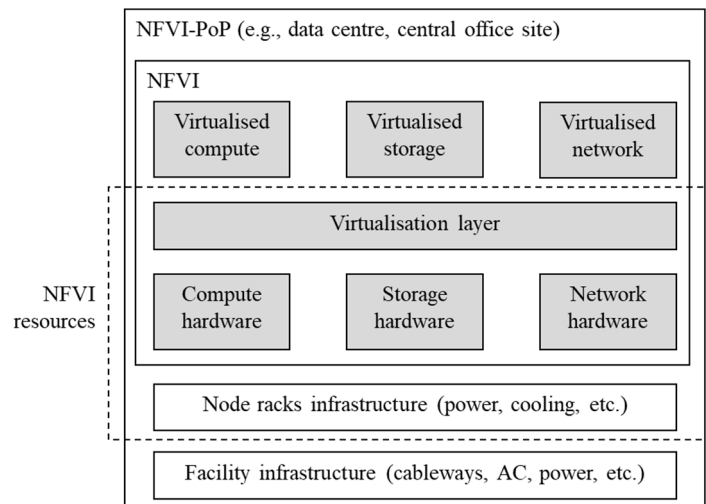 NFVI-PoP (e.g., data centre, central office site)
NFVI
Virtualised
compute
Virtualised
storage
Virtualised
network
Virtualisation layer
NFVI
resources
Compute
hardware
Storage
hardware
Network
hardware
Node racks infrastructure (power, cooling, etc.)
Facility infrastructure (cableways, AC, power, etc.)